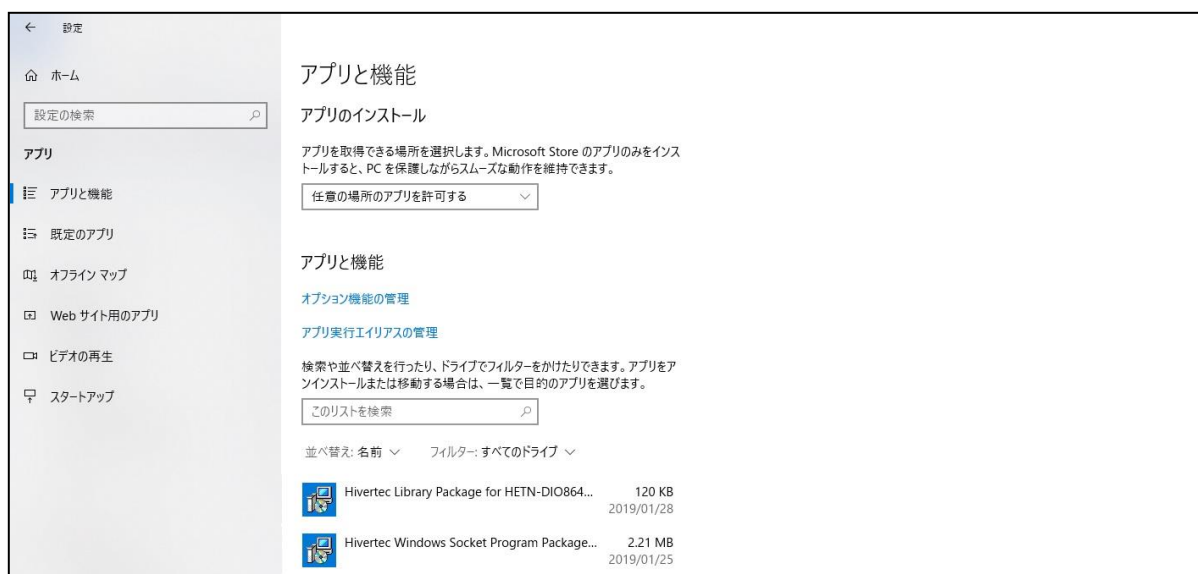 設定
ホーム
設定の検索
アプリ
アプリと機能
既定のアプリ
オフライン マップ
Web サイト用のアプリ
ビデオの再生
スタートアップ
アプリと機能
アプリのインストール
アプリを取得できる場所を選択します。Microsoft Store のアプリのみをインス
トールすると、PC を保護しながらスムーズな動作を維持できます。
任意の場所のアプリを許可する
アプリと機能
オプション機能の管理
アプリ実行エイリアスの管理
検索や並べ替えを行ったり、ドライブでフィルターをかけたりできます。アプリをア
ンインストールまたは移動する場合は、一覧で目的のアプリを選びます。
このリストを検索
並べ替え: 名前 フィルター: すべてのドライブ
Hivertec Library Package for HETN-DIO864... 120 KB
2019/01/28
Hivertec Windows Socket Program Package... 2.21 MB
2019/01/25